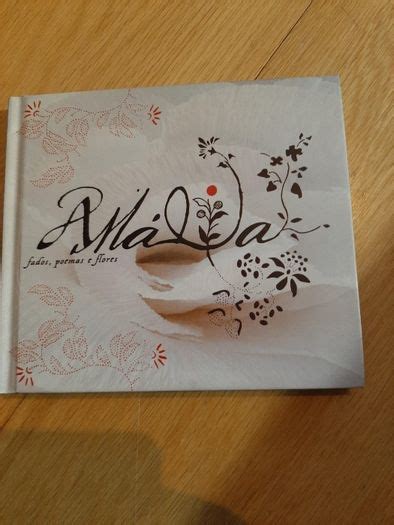 Amália
fados, poemas e flores